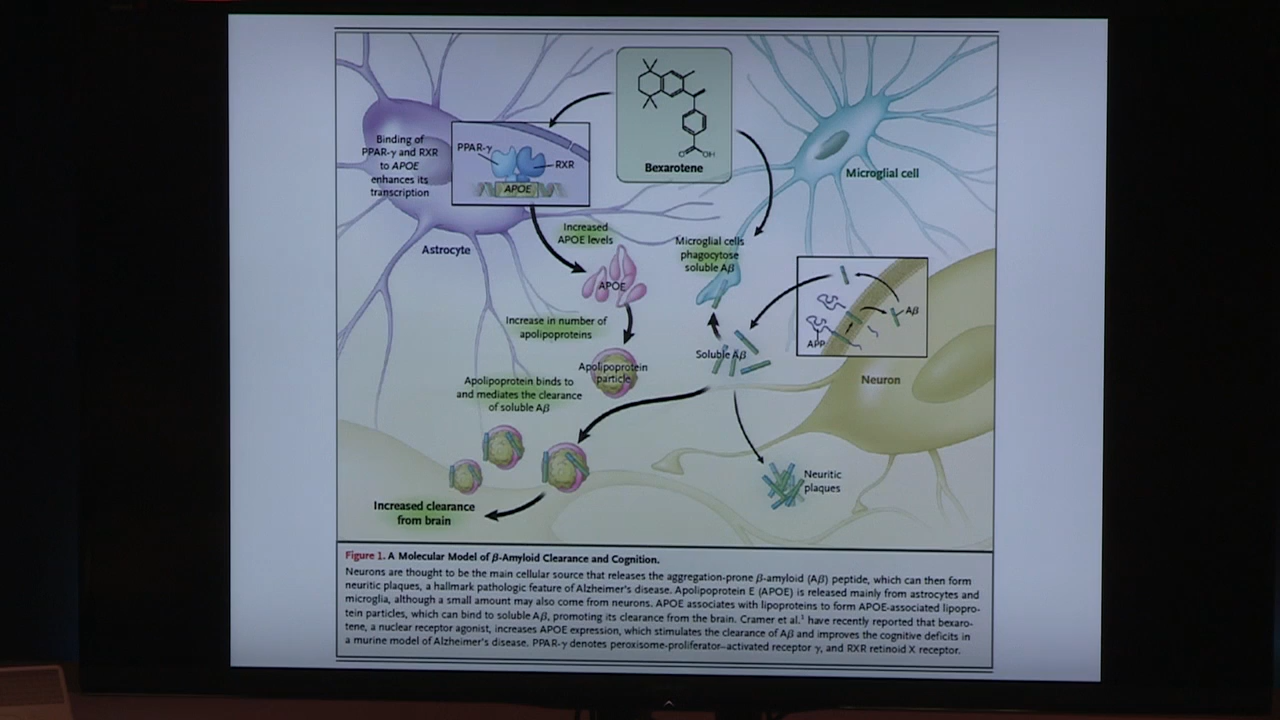 Binding of
PPAR-γ and RXR
to APOE
enhances its
transcription
PPAR-γ
RXR
APOE
OH
O
Bexarotene
Microglial cell
Astrocyte
Increased
APOE levels
APOE
Microglial cells
phagocytose
soluble Aβ
Increase in number of
apolipoproteins
Apolipoprotein
particle
Soluble Aβ
Aβ
APP
Neuron
Apolipoprotein binds to
and mediates the clearance
of soluble Aβ
Neuritic
plaques
Increased clearance
from brain
Figure 1. A Molecular Model of β-Amyloid Clearance and Cognition.
Neurons are thought to be the main cellular source that releases the aggregation-prone β-amyloid (Aβ) peptide, which can then form
neuritic plaques, a hallmark pathologic feature of Alzheimer's disease. Apolipoprotein E (APOE) is released mainly from astrocytes and
microglia, although a small amount may also come from neurons. APOE associates with lipoproteins to form APOE-associated lipopro-
tein particles, which can bind to soluble Aβ, promoting its clearance from the brain. Cramer et al.¹ have recently reported that bexaro-
tene, a nuclear receptor agonist, increases APOE expression, which stimulates the clearance of Aβ and improves the cognitive deficits in
a murine model of Alzheimer's disease. PPAR-γ denotes peroxisome-proliferator–activated receptor γ, and RXR retinoid X receptor.